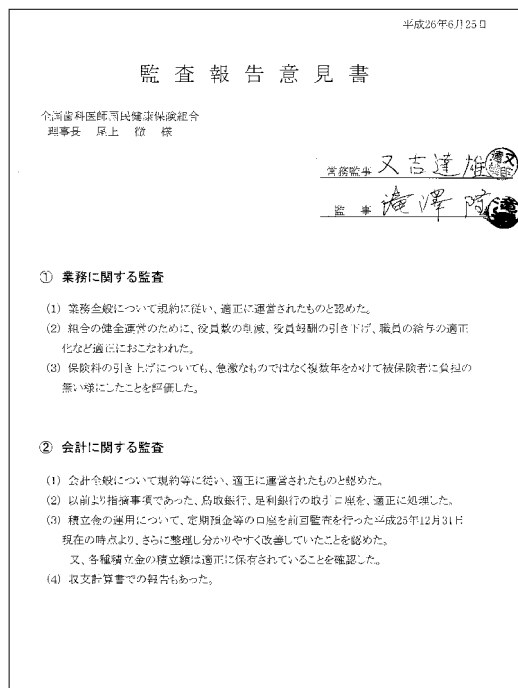 平成26年6月25日
監査報告意見書
全国歯科医師国民健康保険組合
理事長 尾上 徹 様
常務監事 又吉達雄
監事 滝澤隆
① 業務に関する監査
(1) 業務全般について規約に従い、適正に運営されたものと認めた。
(2) 組合の健全運営のために、役員数の削減、役員報酬の引き下げ、職員の給与の適正
化など適正におこなわれた。
(3) 保険料の引き上げについても、急激なものではなく複数年をかけて被保険者に負担の
無い様にしたことを評価した。
② 会計に関する監査
(1) 会計全般について規約等に従い、適正に運営されたものと認めた。
(2) 以前より指摘事項であった、鳥取銀行、足利銀行の取引口座を、適正に処理した。
(3) 積立金の運用について、定期預金等の口座を前回監査を行った平成25年12月31日
現在の時点より、さらに整理し分かりやすく改善していたことを認めた。
又、各種積立金の積立額は適正に保有されていることを確認した。
(4) 収支計算書での報告もあった。